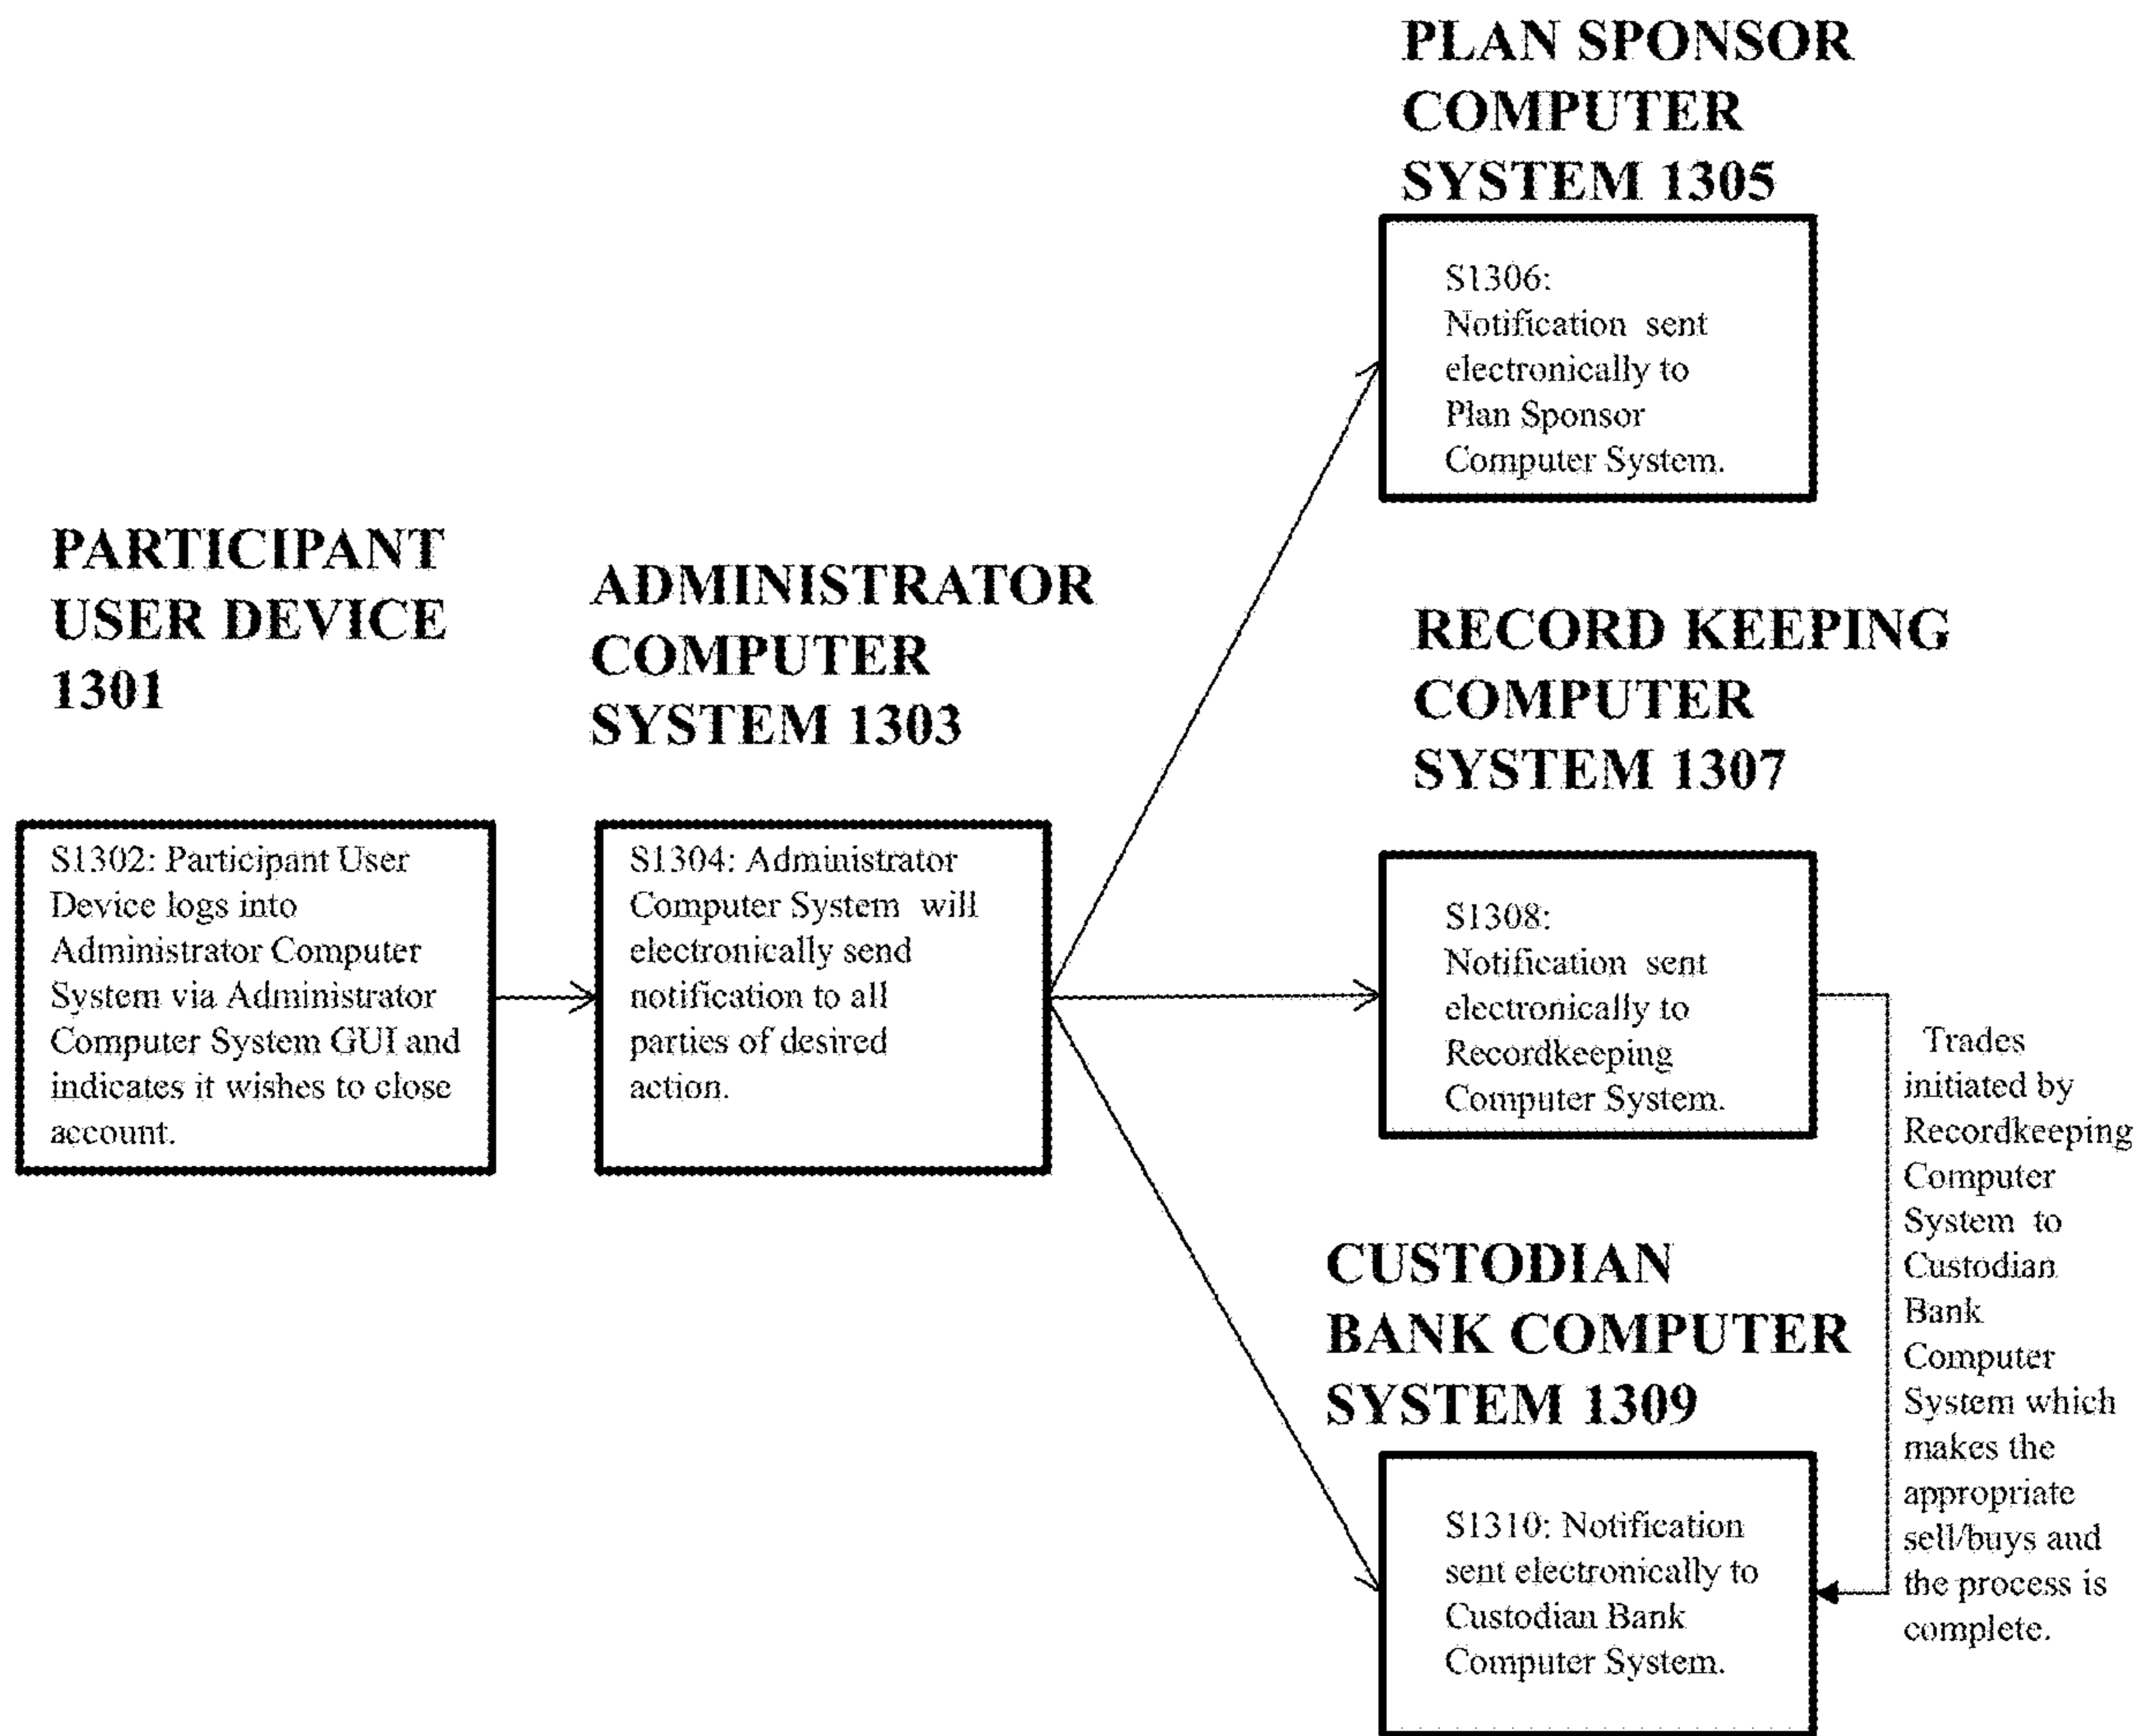 PLAN SPONSOR
COMPUTER
SYSTEM 1305
S1306:
Notification sent
electronically to
Plan Sponsor
Computer System.
PARTICIPANT
USER DEVICE
1301
S1302: Participant User
Device logs into
Administrator Computer
System via Administrator
Computer System GUI and
indicates it wishes to close
account.
ADMINISTRATOR
COMPUTER
SYSTEM 1303
S1304: Administrator
Computer System will
electronically send
notification to all
parties of desired
action.
RECORD KEEPING
COMPUTER
SYSTEM 1307
S1308:
Notification sent
electronically to
Recordkeeping
Computer System.
Trades
initiated by
Recordkeeping
Computer
System to
Custodian
Bank
Computer
System which
makes the
appropriate
sell/buys and
the process is
complete.
CUSTODIAN
BANK COMPUTER
SYSTEM 1309
S1310: Notification
sent electronically to
Custodian Bank
Computer System.